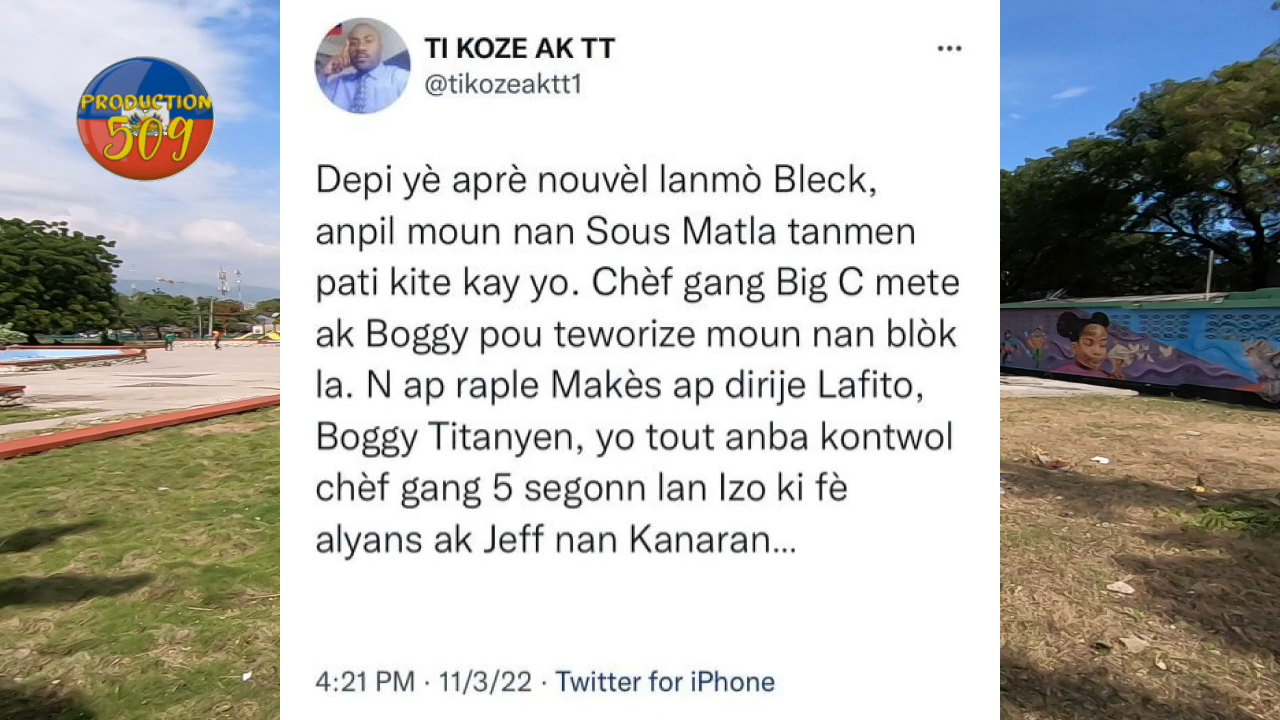 PRODUCTION
509
TI KOZE AK TT
@tikozeaktt1
Depi yè aprè nouvèl lanmò Bleck,
anpil moun nan Sous Matla tanmen
pati kite kay yo. Chèf gang Big C mete
ak Boggy pou teworize moun nan blòk
la. N ap raple Makès ap dirije Lafito,
Boggy Titanyen, yo tout anba kontwol
chèf gang 5 segonn lan Izo ki fè
alyans ak Jeff nan Kanaran...
4:21 PM · 11/3/22 · Twitter for iPhone